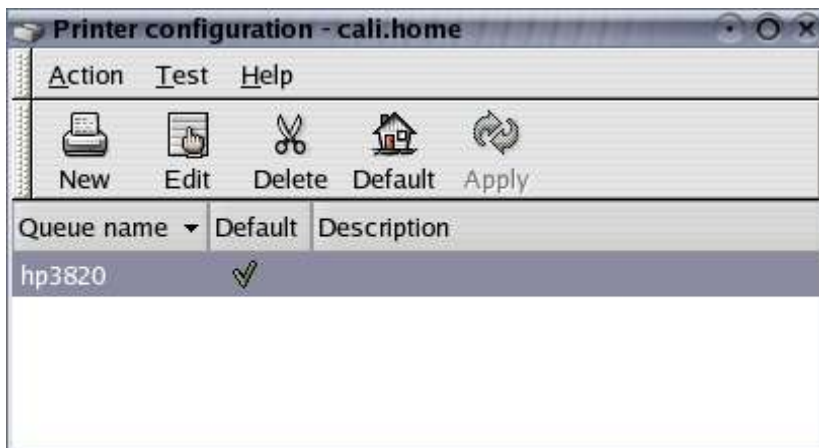 Printer configuration - cali.home
Action Test Help
New Edit Delete Default Apply
Queue name Default Description
hp3820